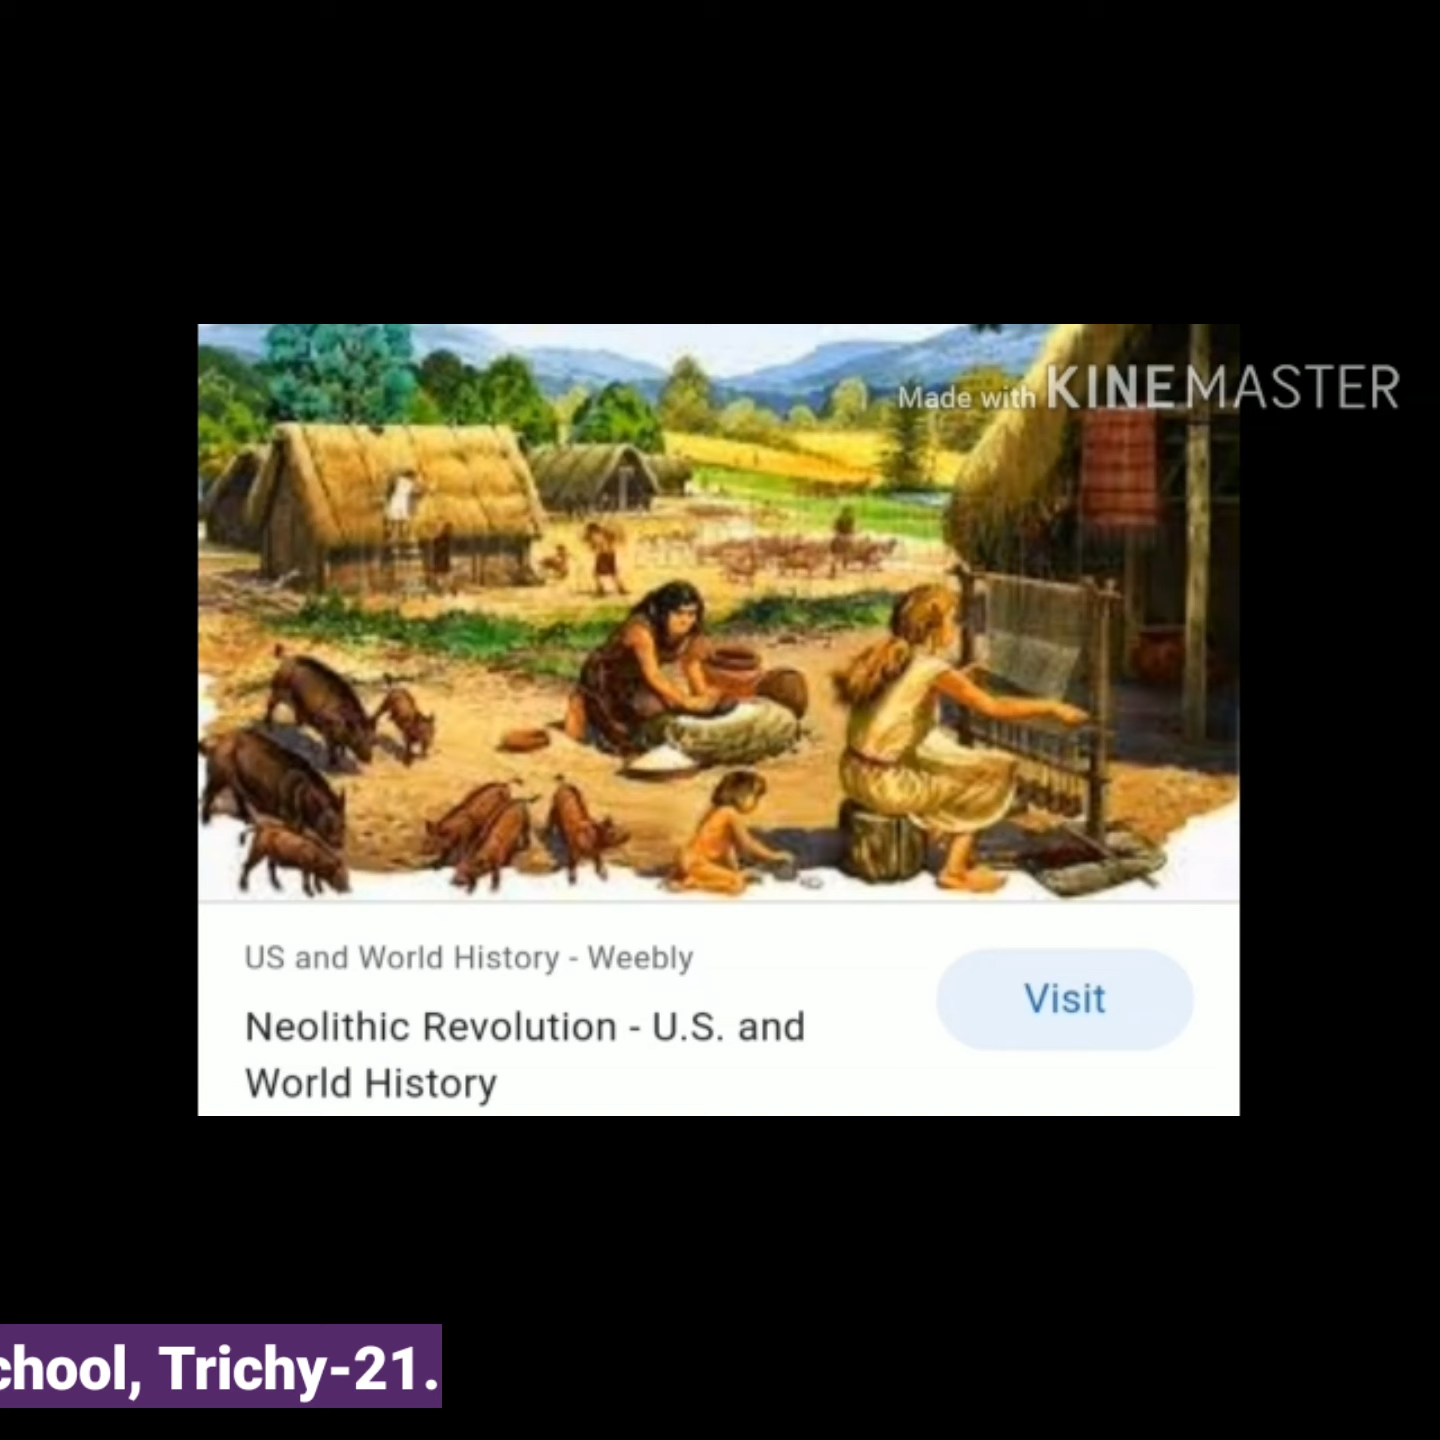 Made with KINEMASTER
US and World History - Weebly
Visit
Neolithic Revolution - U.S. and
World History
chool, Trichy-21.